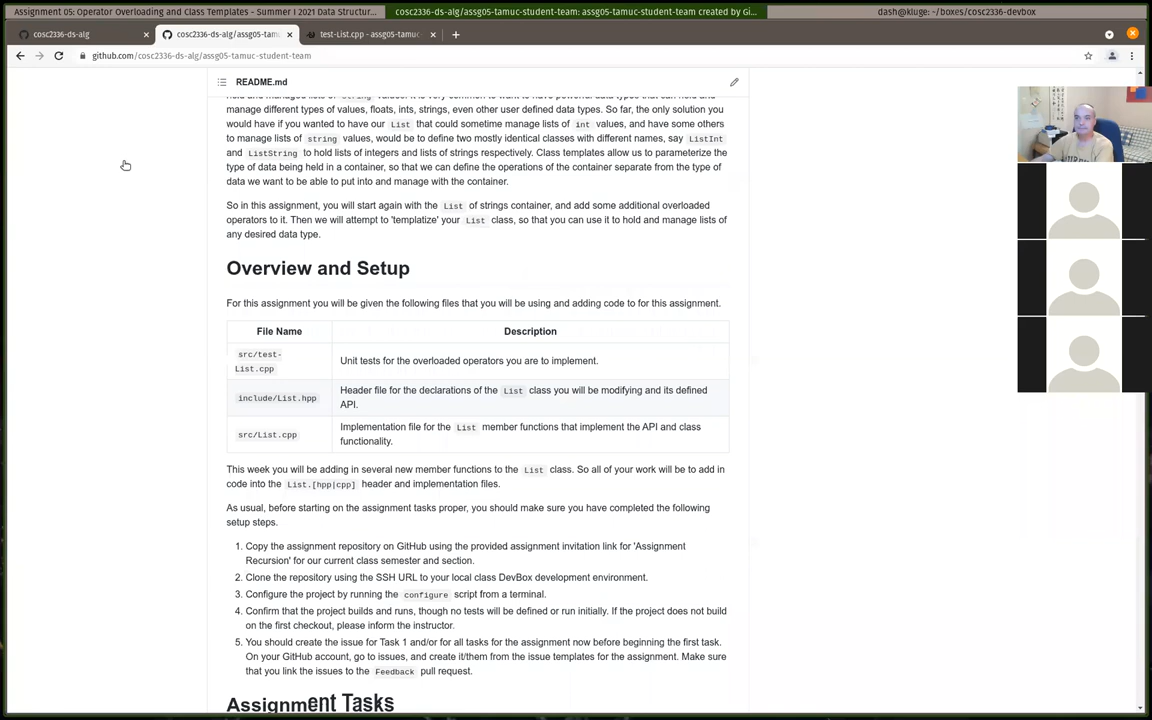 Assignment 05: Operator Overloading and Class Templates - Summer I 2021 Data Structur...
cosc2336-ds-alg/assg05-tamuc-student-team: assg05-tamuc-student-team created by Gi...
dash@kluge: ~/boxes/cosc2336-devbox
cosc2336-ds-alg
cosc2336-ds-alg/assg05-tamu
test-List.cpp - assg05-tamuc
github.com/cosc2336-ds-alg/assg05-tamuc-student-team
README.md
manage different types of values, floats, ints, strings, even other user defined data types. So far, the only solution you
would have if you wanted to have our List that could sometime manage lists of int values, and have some others
to manage lists of string values, would be to define two mostly identical classes with different names, say ListInt
and ListString to hold lists of integers and lists of strings respectively. Class templates allow us to parameterize the
type of data being held in a container, so that we can define the operations of the container separate from the type of
data we want to be able to put into and manage with the container.
So in this assignment, you will start again with the List of strings container, and add some additional overloaded
operators to it. Then we will attempt to 'templatize' your List class, so that you can use it to hold and manage lists of
any desired data type.
Overview and Setup
For this assignment you will be given the following files that you will be using and adding code to for this assignment.
File Name Description
src/test-
List.cpp
Unit tests for the overloaded operators you are to implement.
include/List.hpp
Header file for the declarations of the List class you will be modifying and its defined
API.
src/List.cpp
Implementation file for the List member functions that implement the API and class
functionality.
This week you will be adding in several new member functions to the List class. So all of your work will be to add in
code into the List.[hpp|cpp] header and implementation files.
As usual, before starting on the assignment tasks proper, you should make sure you have completed the following
setup steps.
1. Copy the assignment repository on GitHub using the provided assignment invitation link for 'Assignment
Recursion' for our current class semester and section.
2. Clone the repository using the SSH URL to your local class DevBox development environment.
3. Configure the project by running the configure script from a terminal.
4. Confirm that the project builds and runs, though no tests will be defined or run initially. If the project does not build
on the first checkout, please inform the instructor.
5. You should create the issue for Task 1 and/or for all tasks for the assignment now before beginning the first task.
On your GitHub account, go to issues, and create it/them from the issue templates for the assignment. Make sure
that you link the issues to the Feedback pull request.
Assignment Tasks